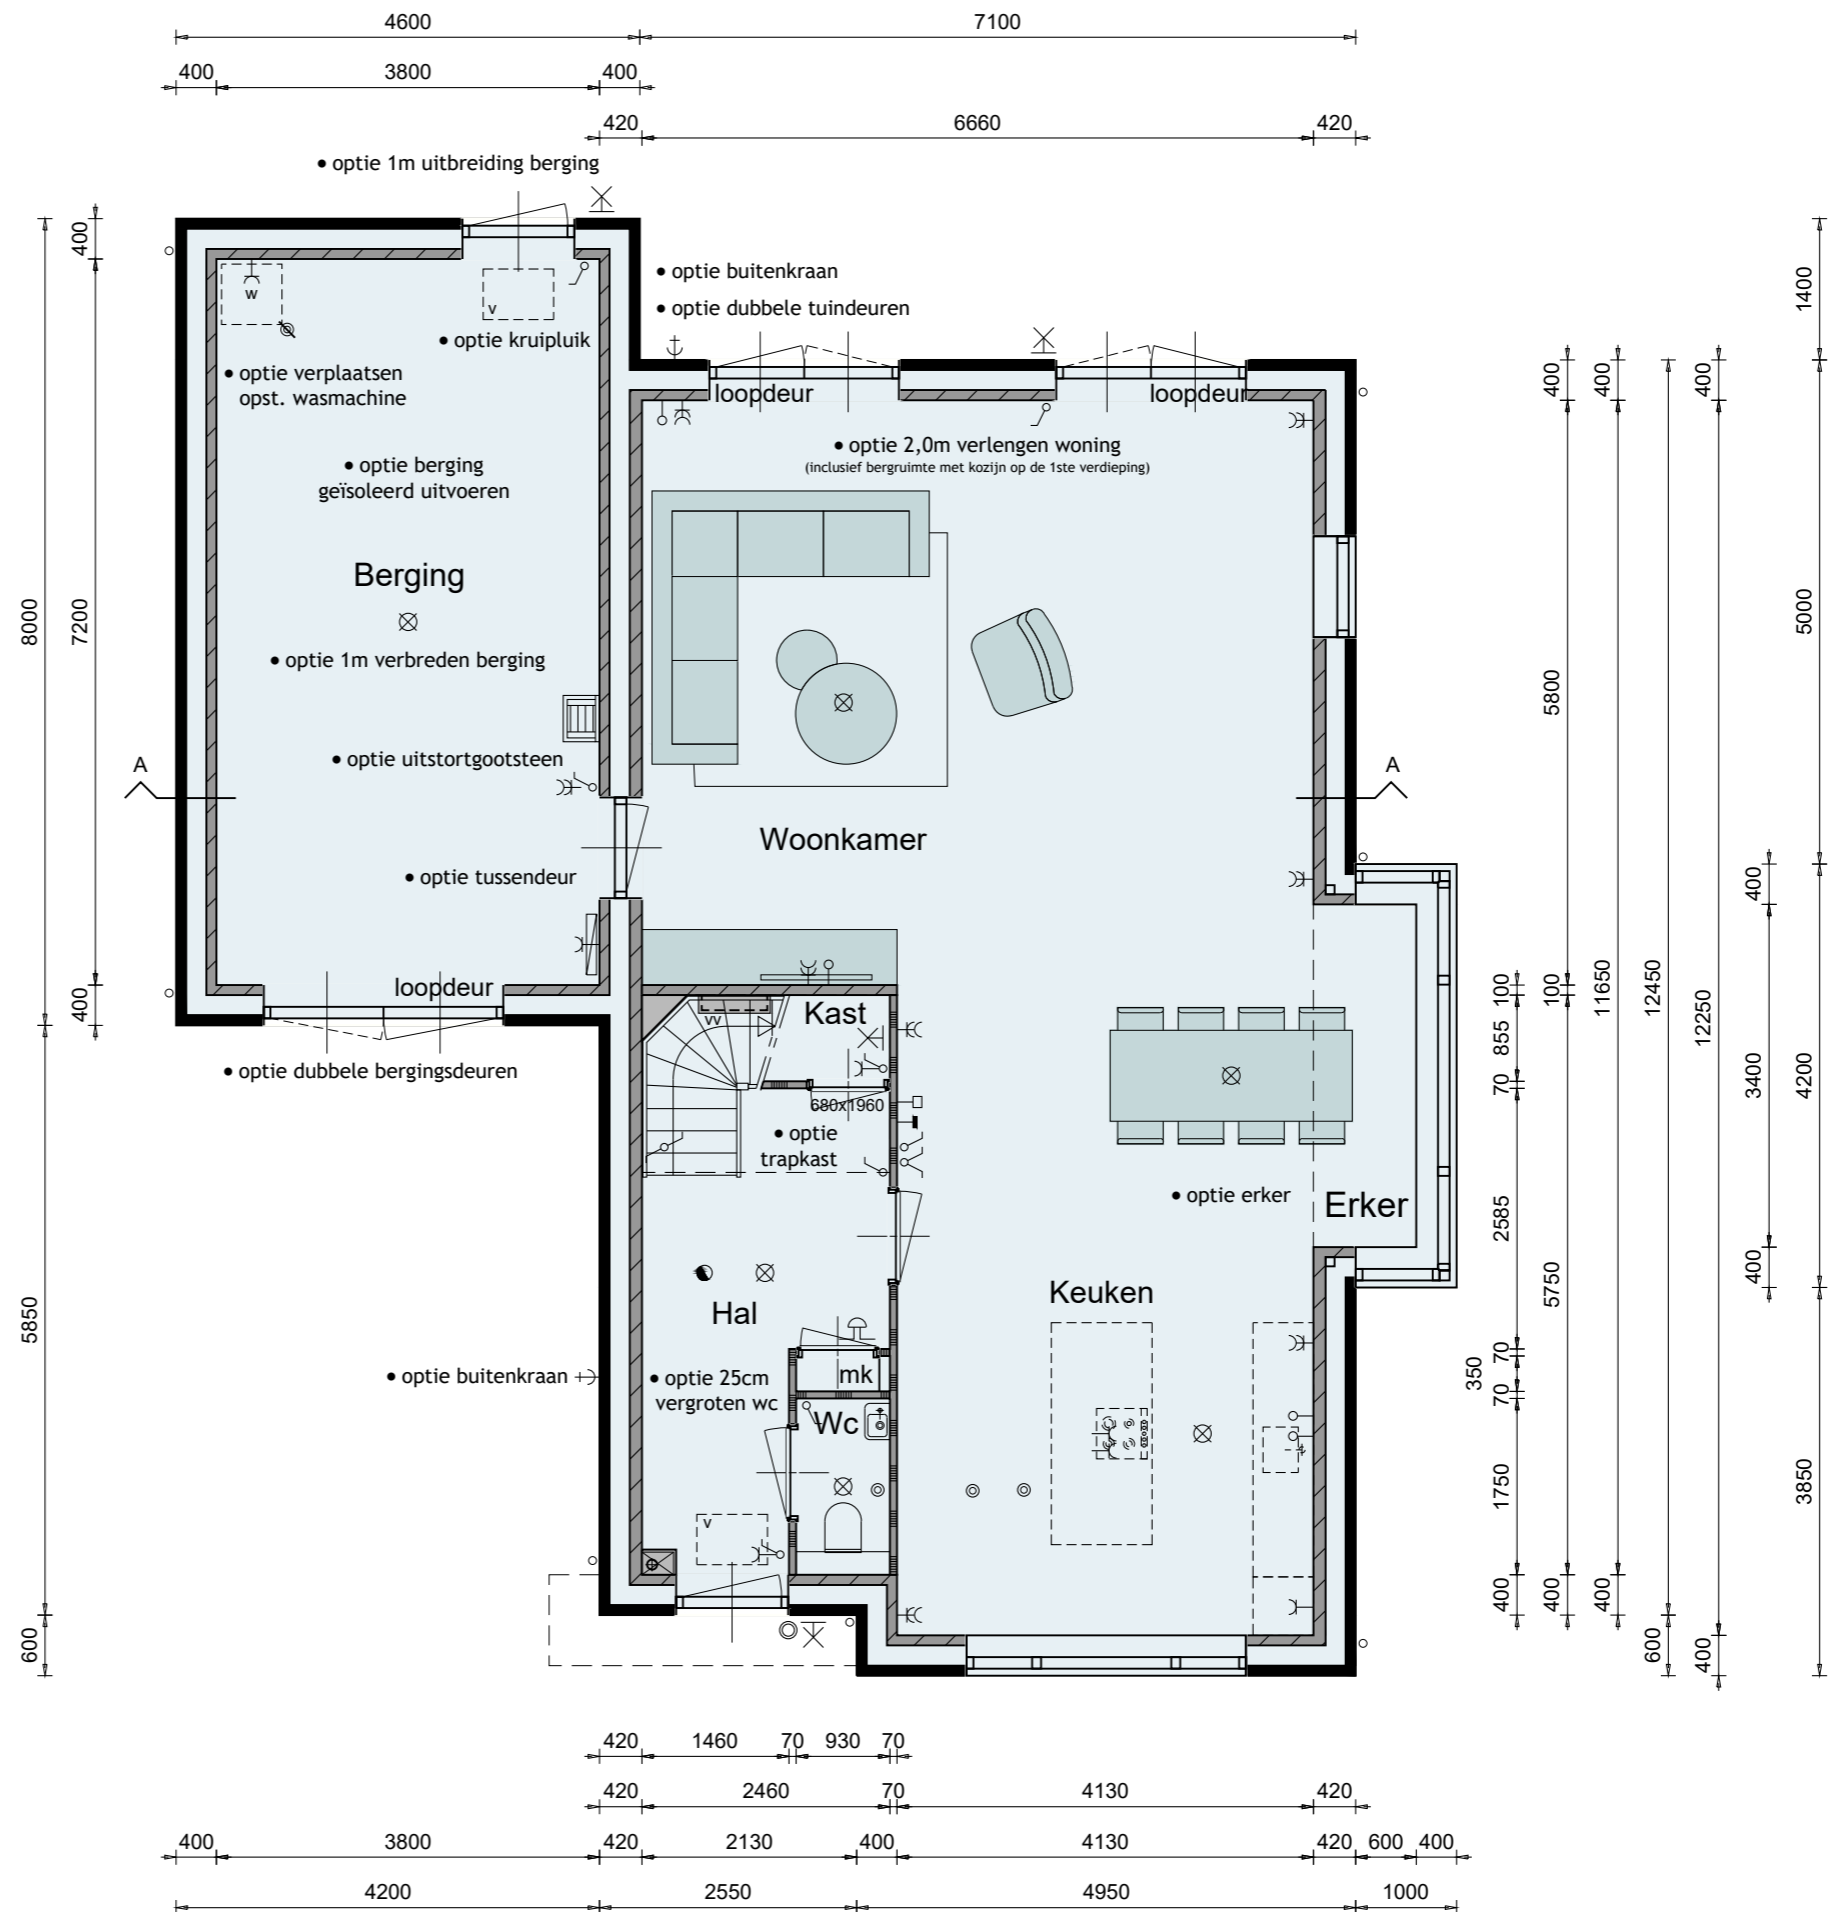 4600 7100
400 3800 400
420 6660 420
• optie 1m uitbreiding berging
400
w
v
• optie kruipluik
• optie buitenkraan
• optie dubbele tuindeuren
1400
400 400 400
loopdeur loopdeur
• optie verplaatsen
opst. wasmachine
• optie 2,0m verlengen woning
(inclusief bergruimte met kozijn op de 1ste verdieping)
• optie berging
geïsoleerd uitvoeren
Berging
8000 7200
5000
• optie 1m verbreden berging
5800
• optie uitstortgootsteen
A A
Woonkamer
• optie tussendeur
400
loopdeur
400
100 100 11650 12450 12250
Kast
vv
855
• optie dubbele bergingsdeuren
70 3400 4200
680x1960
• optie
trapkast
• optie erker
Erker
2585
400
Keuken
5750
Hal
5850
70
350
• optie buitenkraan
• optie 25cm
vergroten wc
mk
70
Wc
1750
3850
v
400 400 400
600 600 400
420 1460 70 930 70
420 2460 70 4130 420
400 3800 420 2130 400 4130 420 600 400
4200 2550 4950 1000